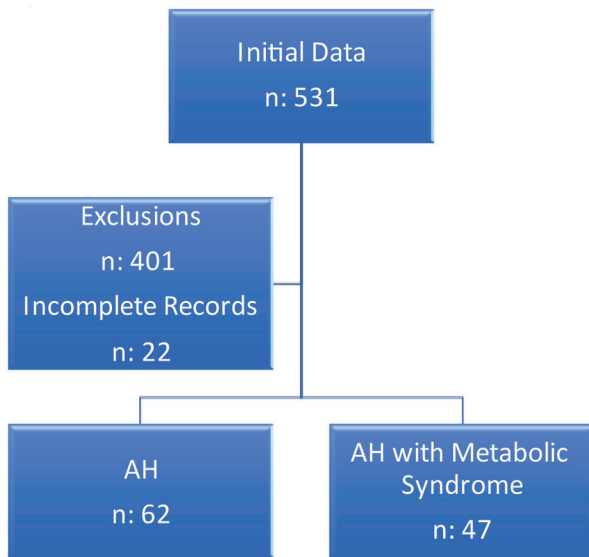 Initial Data
n: 531
Exclusions
n: 401
Incomplete Records
n: 22
AH
n: 62
AH with Metabolic
Syndrome
n: 47